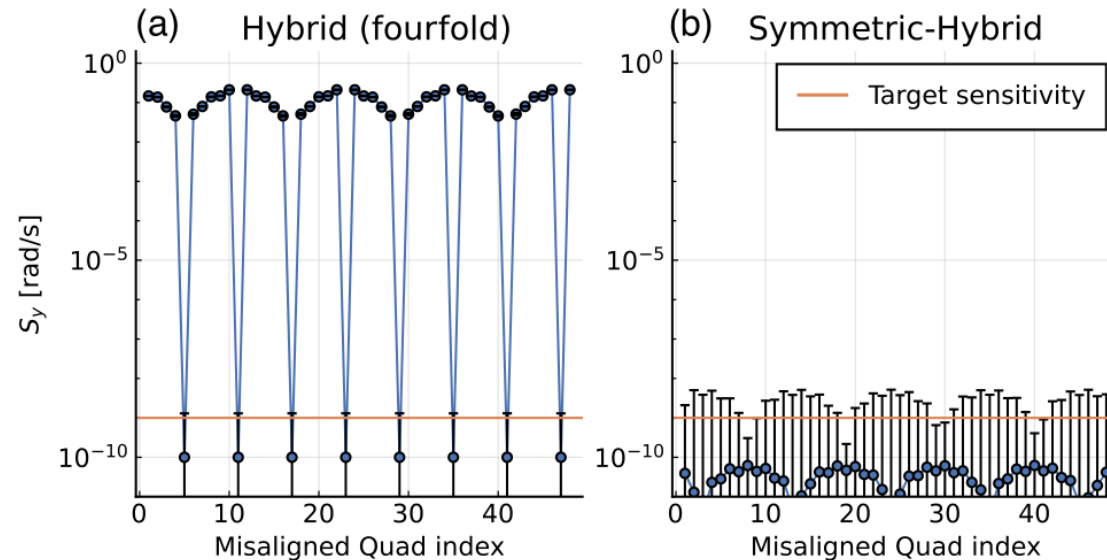 (a) Hybrid (fourfold)
(b) Symmetric-Hybrid
S_y [rad/s]
10^0
10^-5
10^-10
0 10 20 30 40
Misaligned Quad index
10^0
10^-5
10^-10
Target sensitivity
0 10 20 30 40
Misaligned Quad index